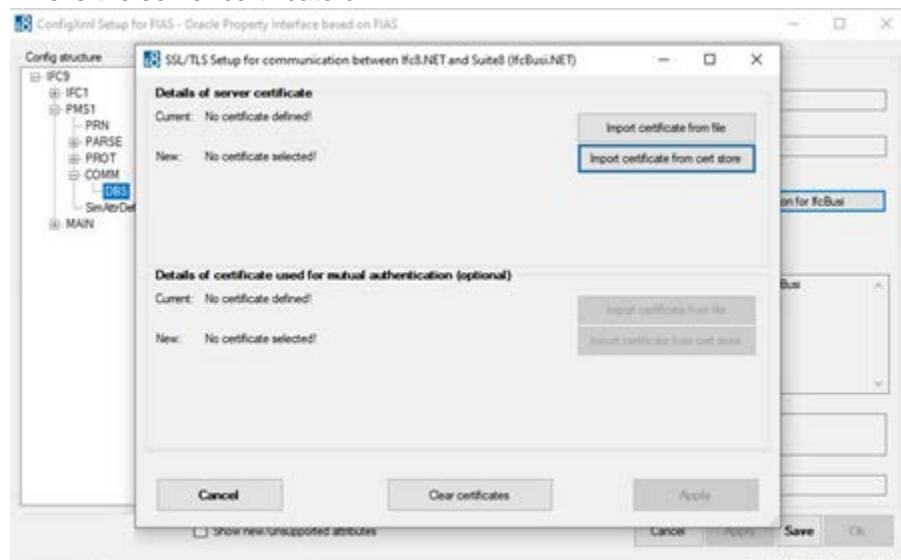 ConfigXml Setup for FIAS - Oracle Property Interface based on FIAS
Config structure
IFC9
IFC1
PMS1
PRN
PARSE
PROT
COMM
DBS
MAIN
SSL/TLS Setup for communication between Ifc8.NET and Suite8 (IfcBusi.NET)
Details of server certificate
Current: No certificate defined!
Import certificate from file
New: No certificate selected!
Import certificate from cert store
on for IfcBusi
Details of certificate used for mutual authentication (optional)
Busi
Current: No certificate defined!
Import certificate from file
New: No certificate selected!
Import certificate from cert store
Cancel
Clear certificates
Apply
Show new/unsupported attributes
Cancel
Apply
Save
Ok